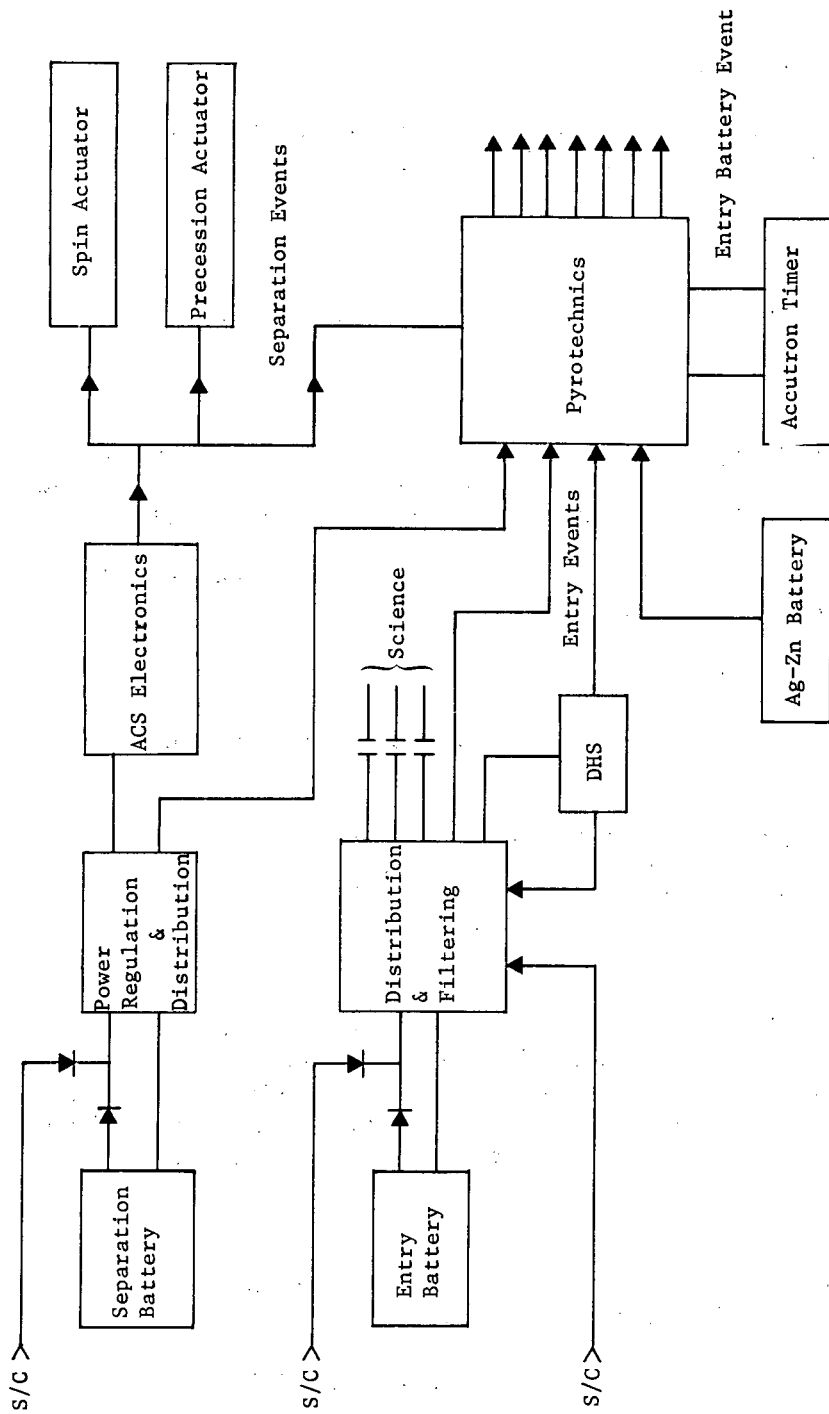 S/C
Separation
Battery
Power
Regulation
&
Distribution
ACS Electronics
Spin Actuator
Precession Actuator
Separation Events
S/C
Entry
Battery
Distribution
&
Filtering
Science
Entry Events
DHS
Pyrotechnics
S/C
Ag-Zn Battery
Accutron Timer
Entry Battery Event